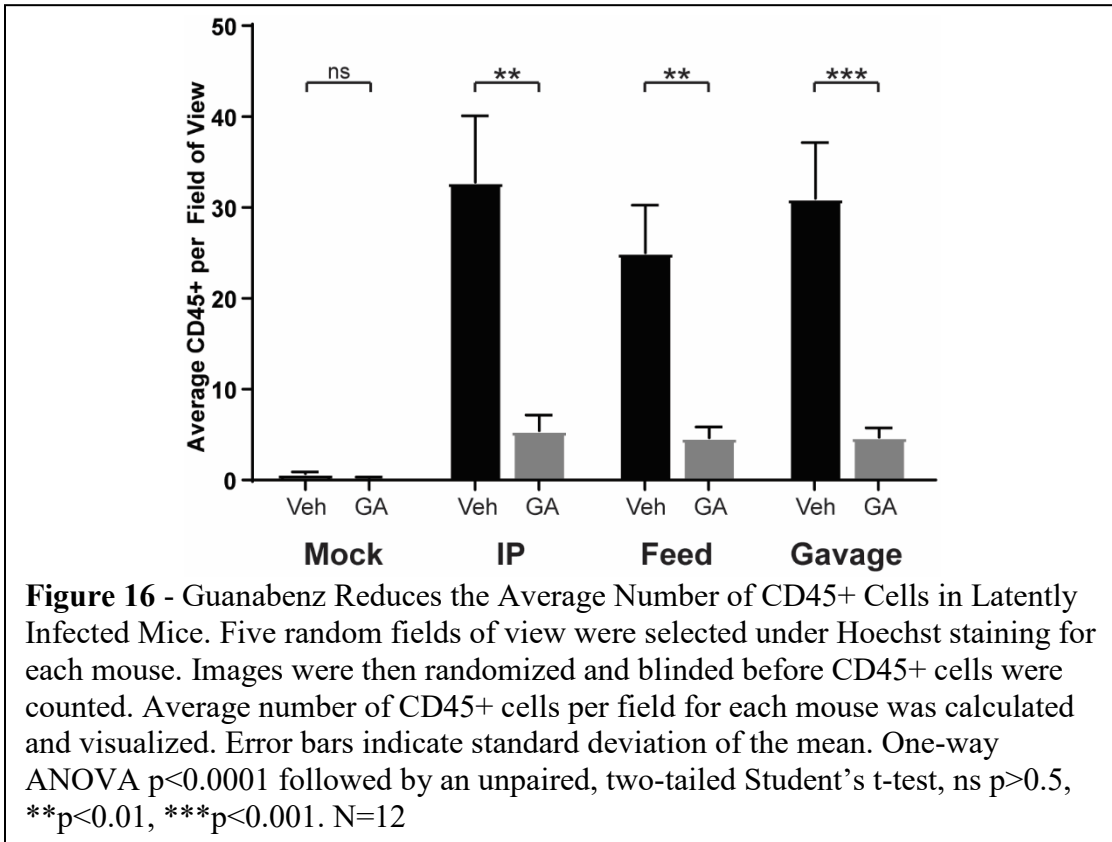 50
40
30
20
10
0
Average CD45+ per Field of View
ns ** ** ***
Veh GA Veh GA Veh GA Veh GA
Mock IP Feed Gavage
Figure 16 - Guanabenz Reduces the Average Number of CD45+ Cells in Latently
Infected Mice. Five random fields of view were selected under Hoechst staining for
each mouse. Images were then randomized and blinded before CD45+ cells were
counted. Average number of CD45+ cells per field for each mouse was calculated
and visualized. Error bars indicate standard deviation of the mean. One-way
ANOVA p<0.0001 followed by an unpaired, two-tailed Student’s t-test, ns p>0.5,
**p<0.01, ***p<0.001. N=12